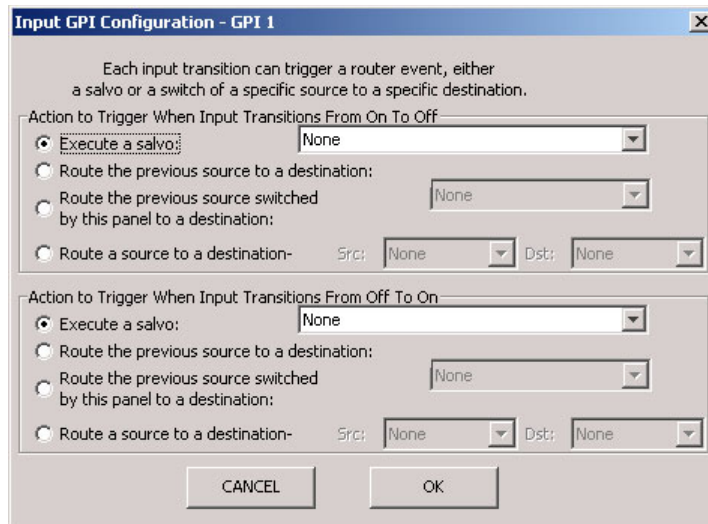 Input GPI Configuration - GPI 1
Each input transition can trigger a router event, either
a salvo or a switch of a specific source to a specific destination.
Action to Trigger When Input Transitions From On To Off
Execute a salvo: None
Route the previous source to a destination:
Route the previous source switched
by this panel to a destination:
None
Route a source to a destination- Src: None Dst: None
Action to Trigger When Input Transitions From Off To On
Execute a salvo: None
Route the previous source to a destination:
Route the previous source switched
by this panel to a destination:
None
Route a source to a destination- Src: None Dst: None
CANCEL OK